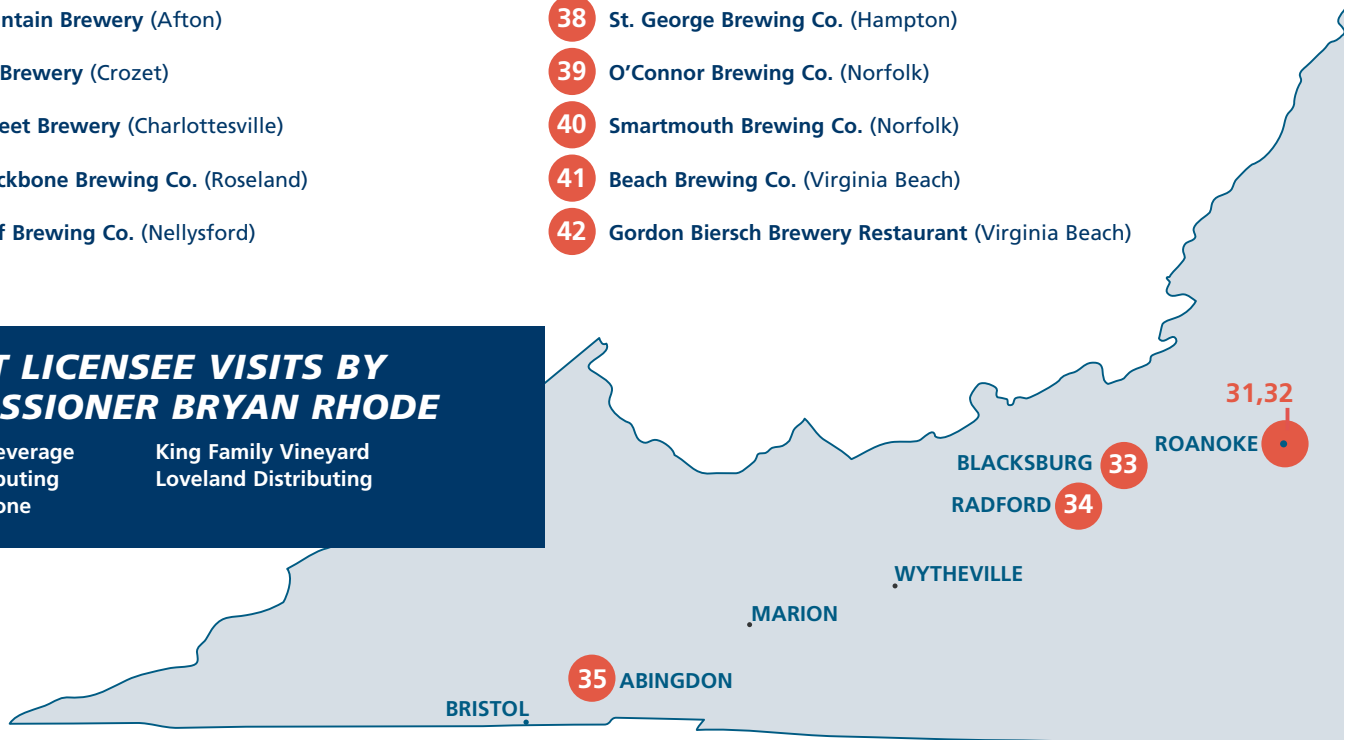 ntain Brewery (Afton)
Brewery (Crozet)
eet Brewery (Charlottesville)
ckbone Brewing Co. (Roseland)
f Brewing Co. (Nellysford)
38 St. George Brewing Co. (Hampton)
39 O’Connor Brewing Co. (Norfolk)
40 Smartmouth Brewing Co. (Norfolk)
41 Beach Brewing Co. (Virginia Beach)
42 Gordon Biersch Brewery Restaurant (Virginia Beach)
T LICENSEE VISITS BY
SSIONER BRYAN RHODE
everage
buting
one
King Family Vineyard
Loveland Distributing
31,32
ROANOKE
BLACKSBURG 33
RADFORD 34
WYTHEVILLE
MARION
35 ABINGDON
BRISTOL